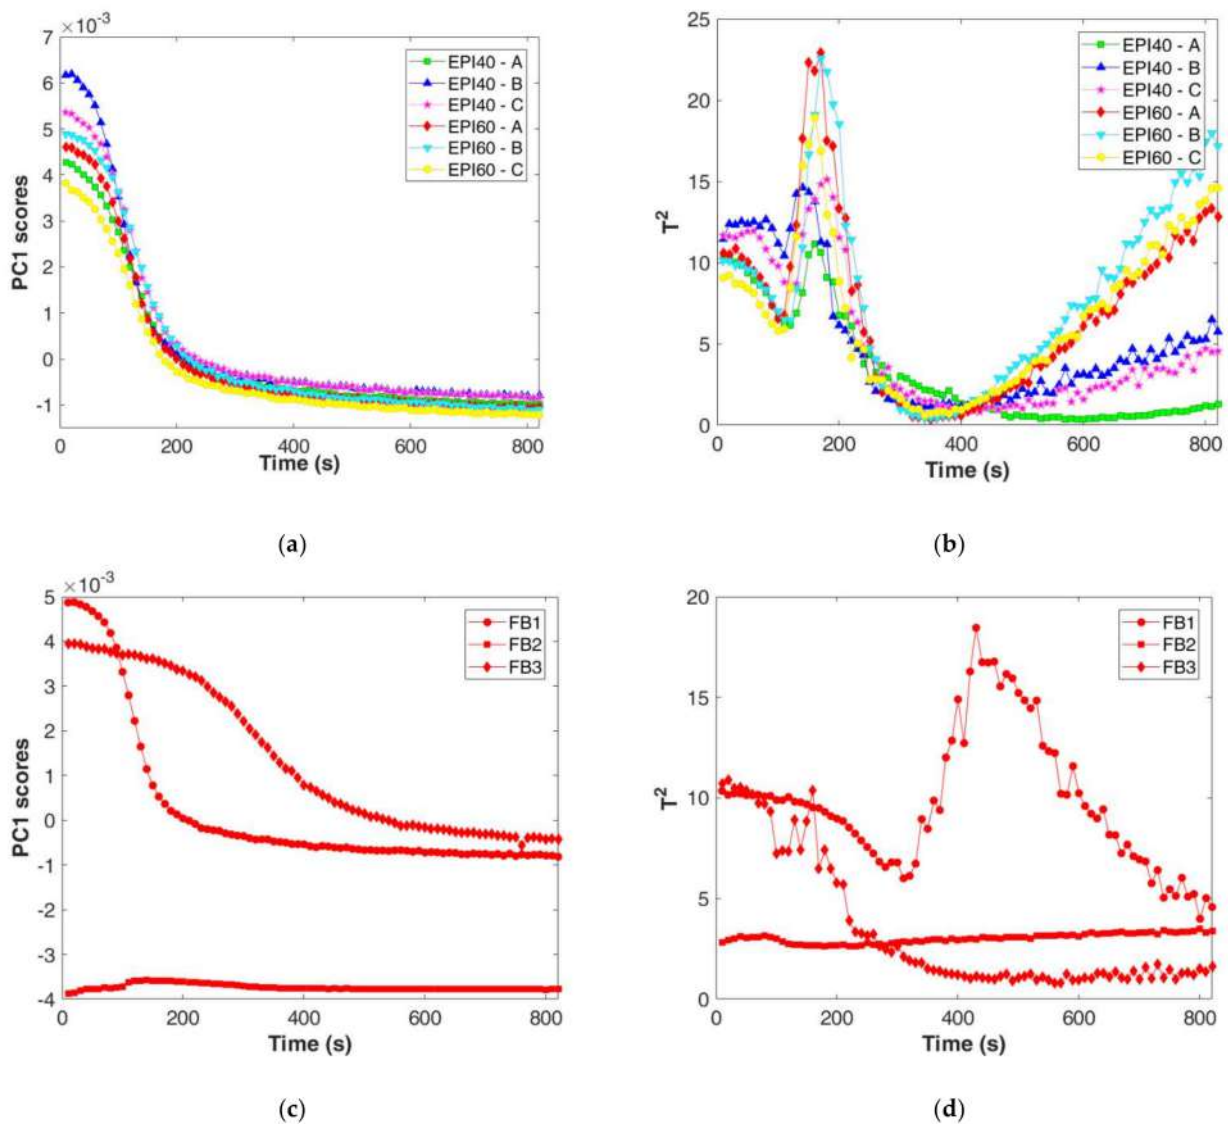 ×10⁻³
7
6
5
4
3
2
1
0
-1
PC1 scores
0 200 400 600 800
Time (s)
EPI40 - A
EPI40 - B
EPI40 - C
EPI60 - A
EPI60 - B
EPI60 - C
(a)
25
20
15
10
5
0
T²
0 200 400 600 800
Time (s)
EPI40 - A
EPI40 - B
EPI40 - C
EPI60 - A
EPI60 - B
EPI60 - C
(b)
×10⁻³
5
4
3
2
1
0
-1
-2
-3
-4
PC1 scores
0 200 400 600 800
Time (s)
FB1
FB2
FB3
(c)
20
15
10
5
0
T²
0 200 400 600 800
Time (s)
FB1
FB2
FB3
(d)